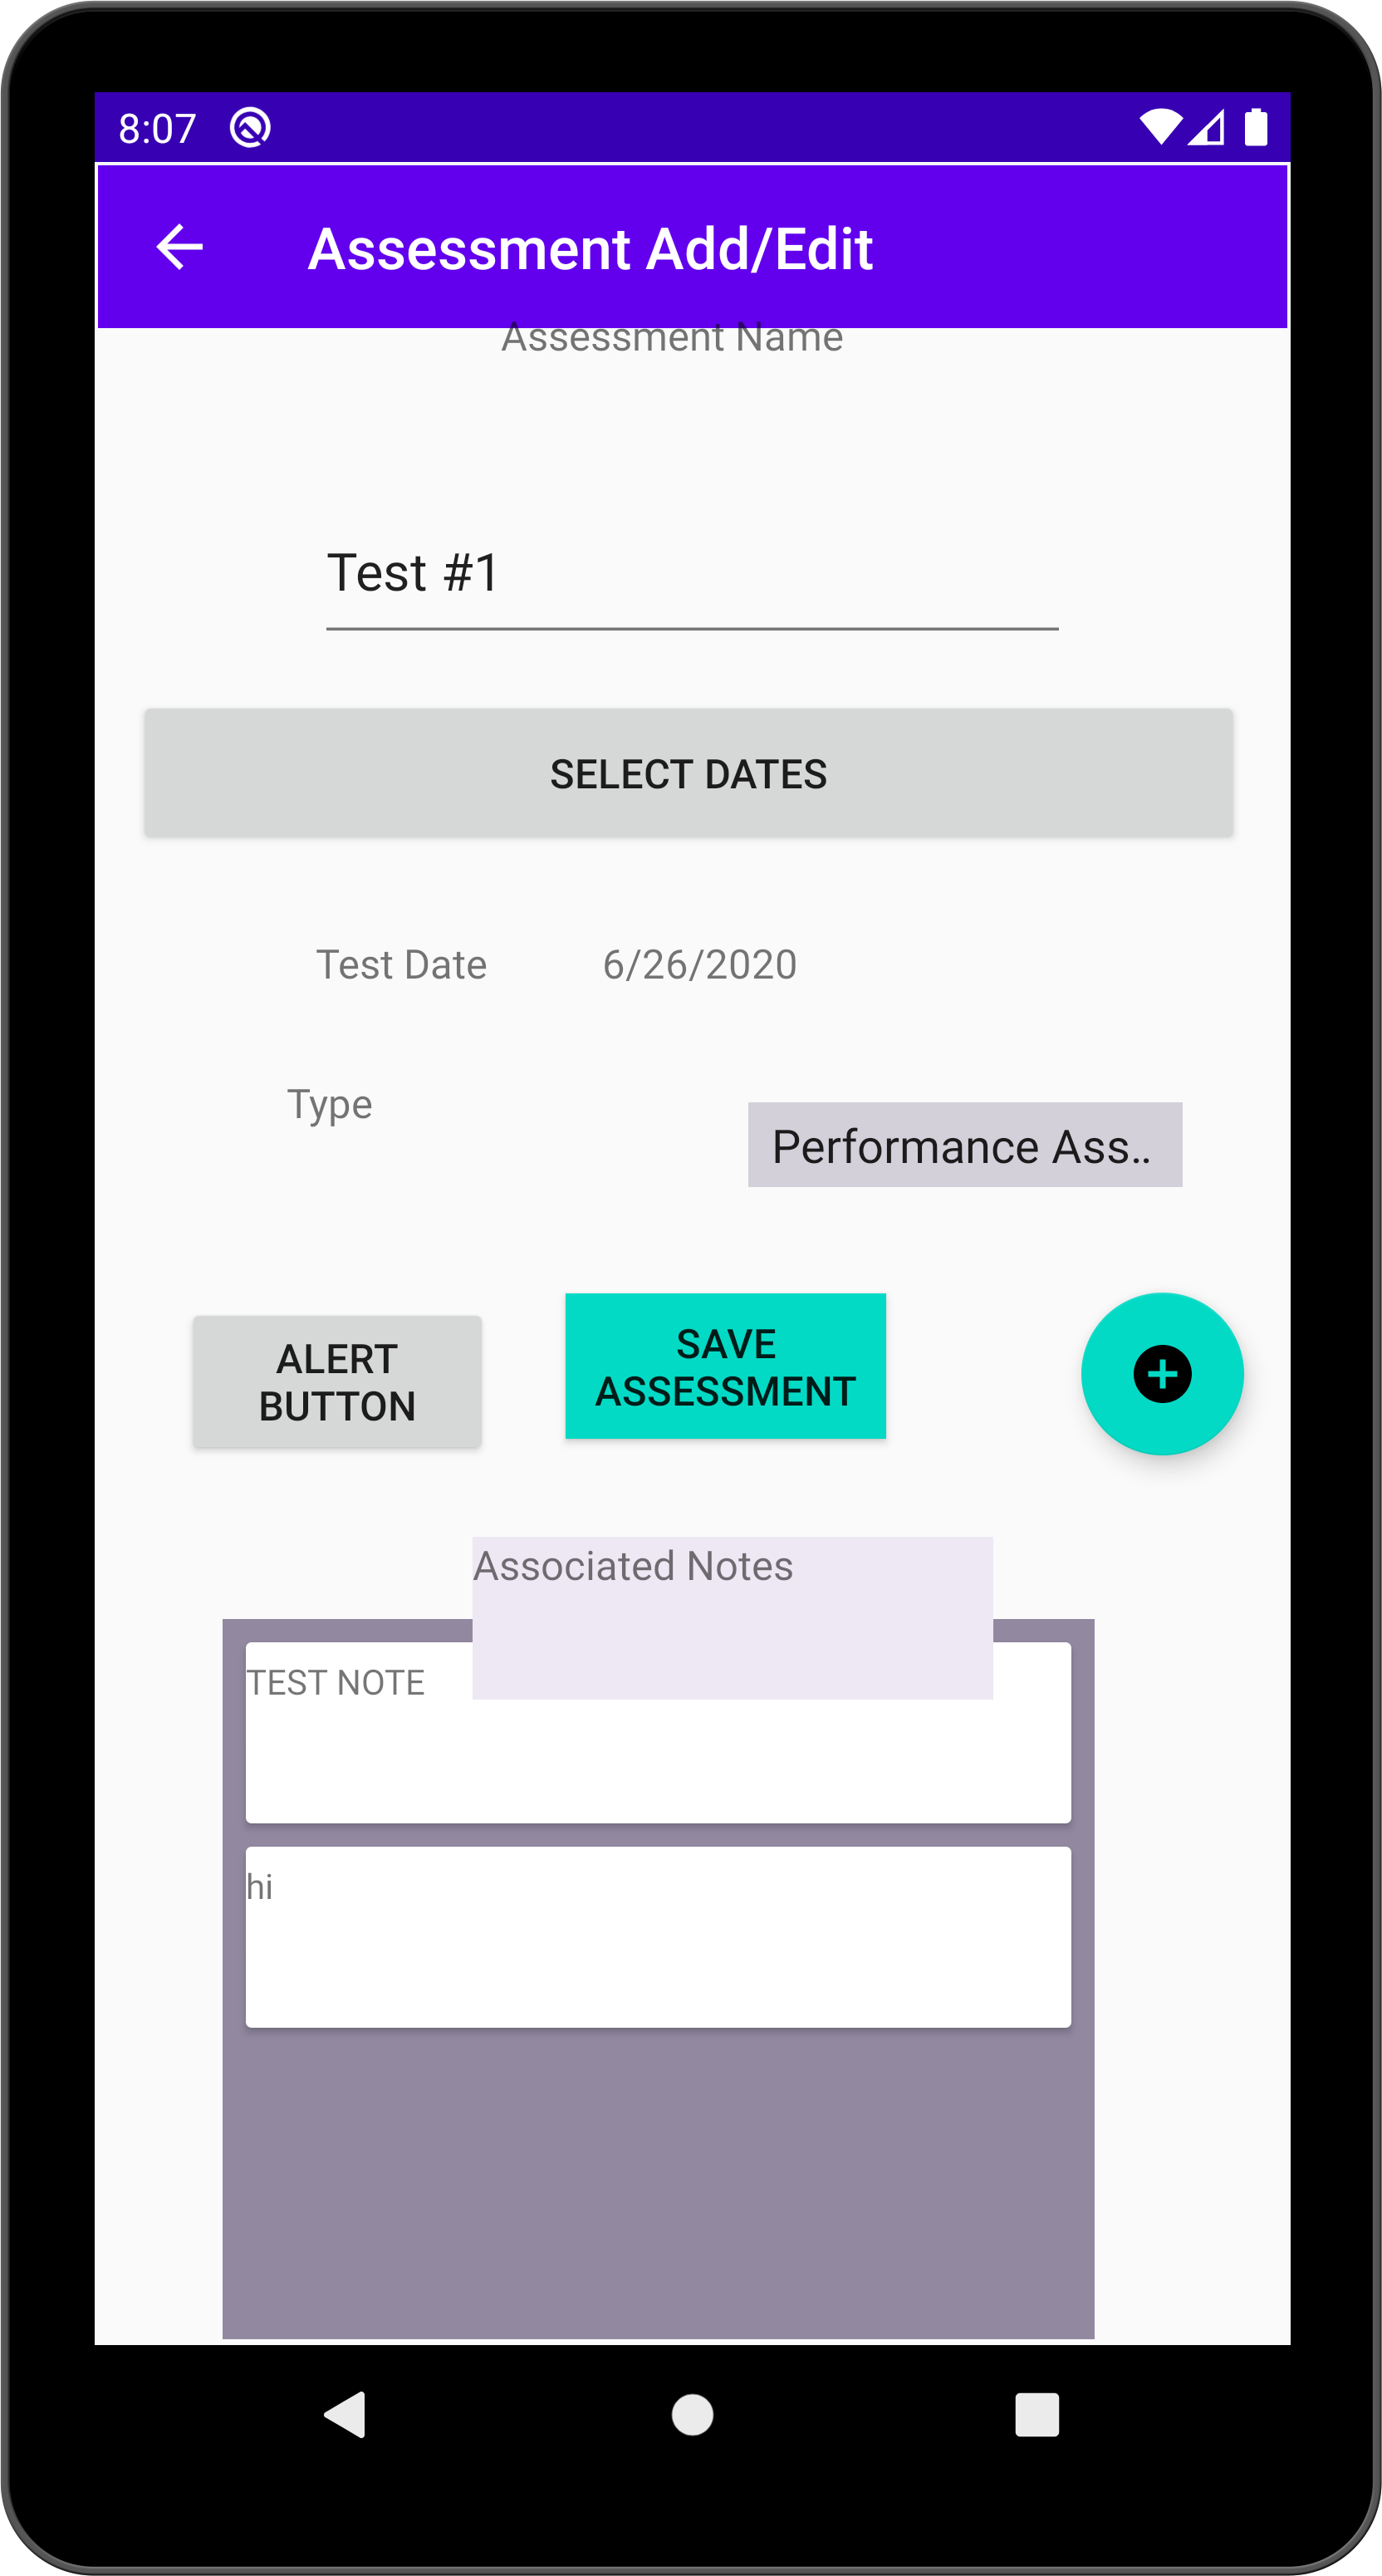 8:07
Assessment Add/Edit
Assessment Name
Test #1
SELECT DATES
Test Date 6/26/2020
Type
Performance Ass..
ALERT
BUTTON
SAVE
ASSESSMENT
Associated Notes
TEST NOTE
hi